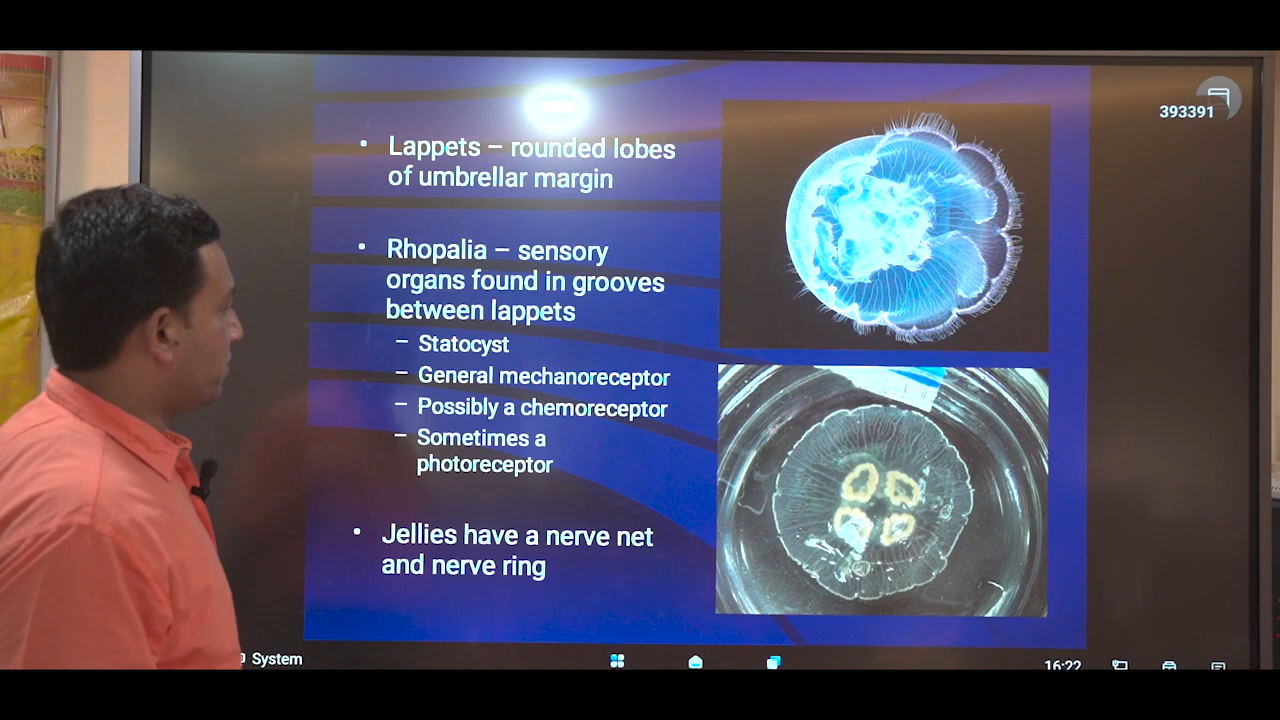 393391
• Lappets – rounded lobes
of umbrellar margin
• Rhopalia – sensory
organs found in grooves
between lappets
– Statocyst
– General mechanoreceptor
– Possibly a chemoreceptor
– Sometimes a
photoreceptor
• Jellies have a nerve net
and nerve ring
System
16:22